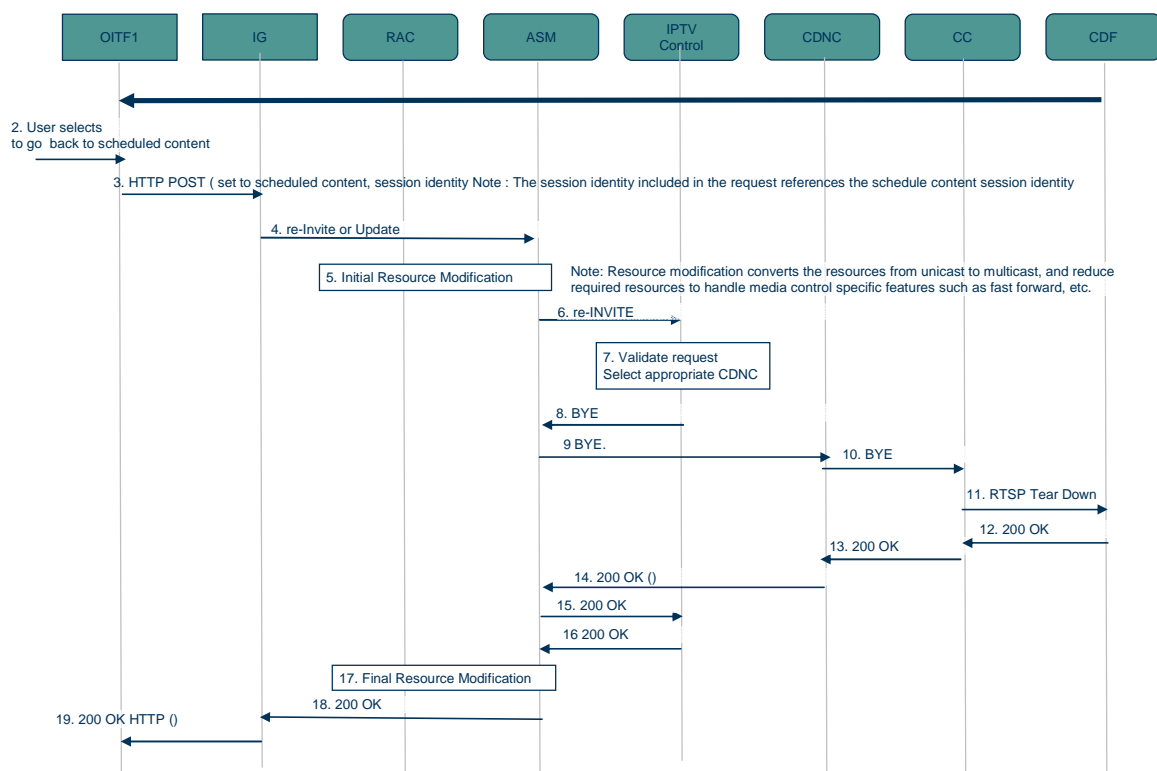 OITF1
IG
RAC
ASM
IPTV
Control
CDNC
CC
CDF
2. User selects
to go back to scheduled content
3. HTTP POST ( set to scheduled content, session identity Note : The session identity included in the request references the schedule content session identity
4. re-Invite or Update
5. Initial Resource Modification
Note: Resource modification converts the resources from unicast to multicast, and reduce
required resources to handle media control specific features such as fast forward, etc.
6. re-INVITE
7. Validate request
Select appropriate CDNC
8. BYE
9 BYE.
10. BYE
11. RTSP Tear Down
12. 200 OK
13. 200 OK
14. 200 OK ()
15. 200 OK
16 200 OK
17. Final Resource Modification
18. 200 OK
19. 200 OK HTTP ()